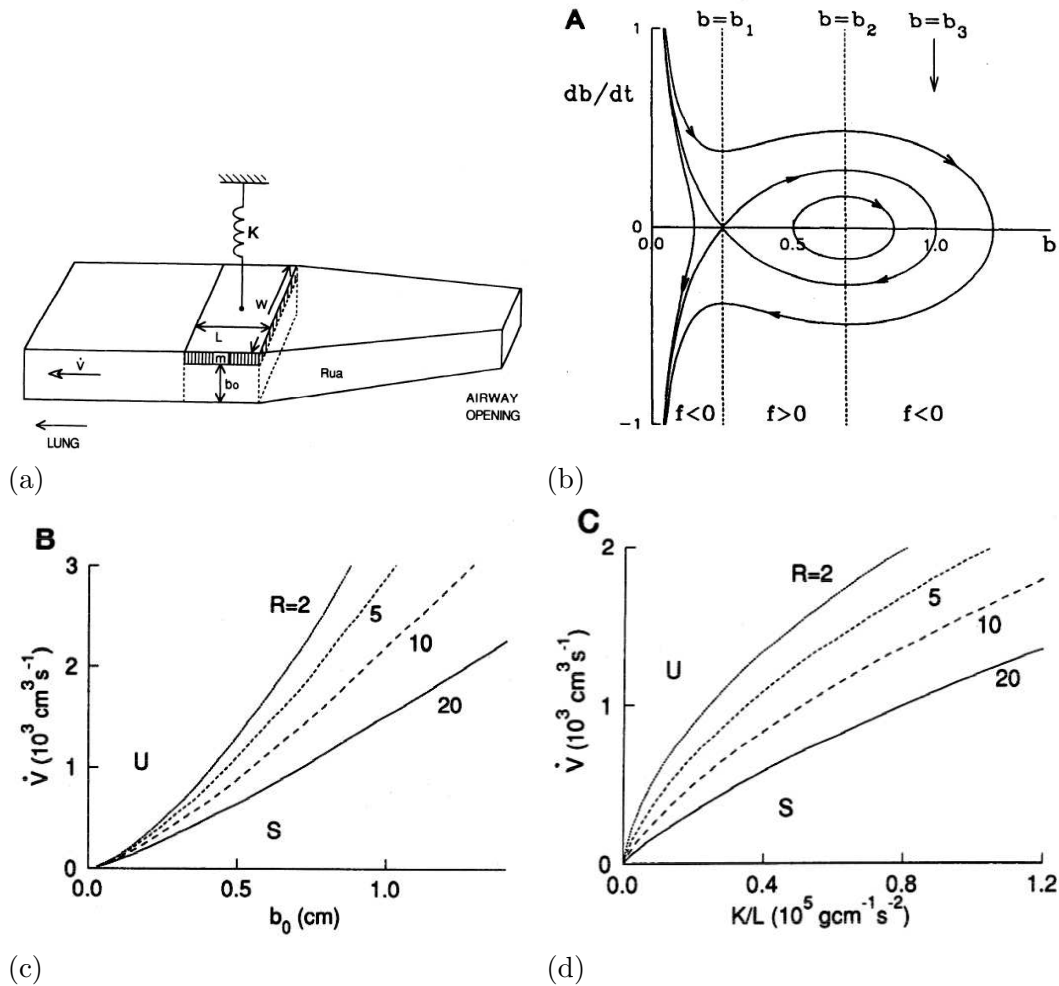 K
W
L
m
b₀
V̇
Rua
LUNG
AIRWAY
OPENING
(a)
A
b=b₁
b=b₂
b=b₃
1
db/dt
0
0.0
0.5
1.0
b
f<0
f>0
f<0
−1
(b)
B
3
2
1
0
V̇ (10³ cm³s⁻¹)
R=2
5
10
20
U
S
0.0
0.5
1.0
b₀ (cm)
(c)
C
2
1
0
V̇ (10³ cm³s⁻¹)
R=2
5
10
20
U
S
0.0
0.4
0.8
1.2
K/L (10⁵ gcm⁻¹s⁻²)
(d)